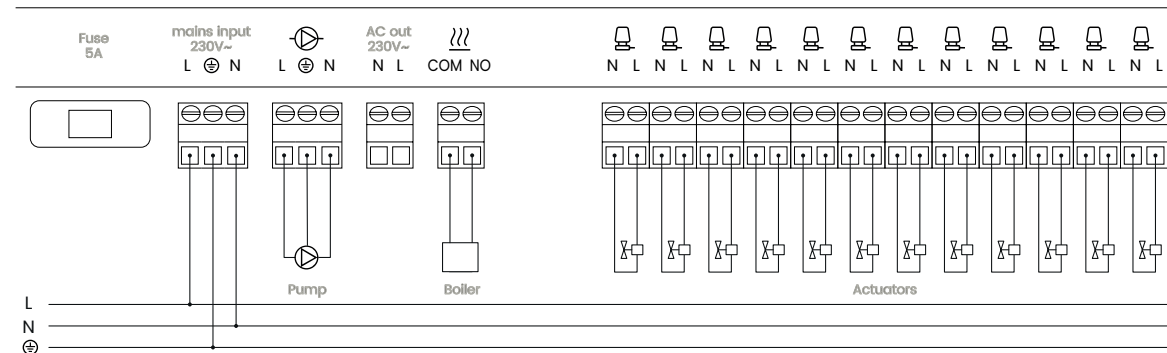 Fuse
5A
mains input
230V~
L N
L N
AC out
230V~
N L
COM NO
N L N L N L N L N L N L N L N L N L N L N L N L
Pump
Boiler
Actuators
L
N